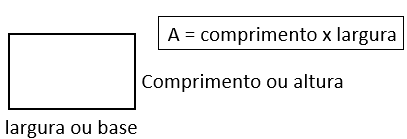 A = comprimento x largura
Comprimento ou altura
largura ou base